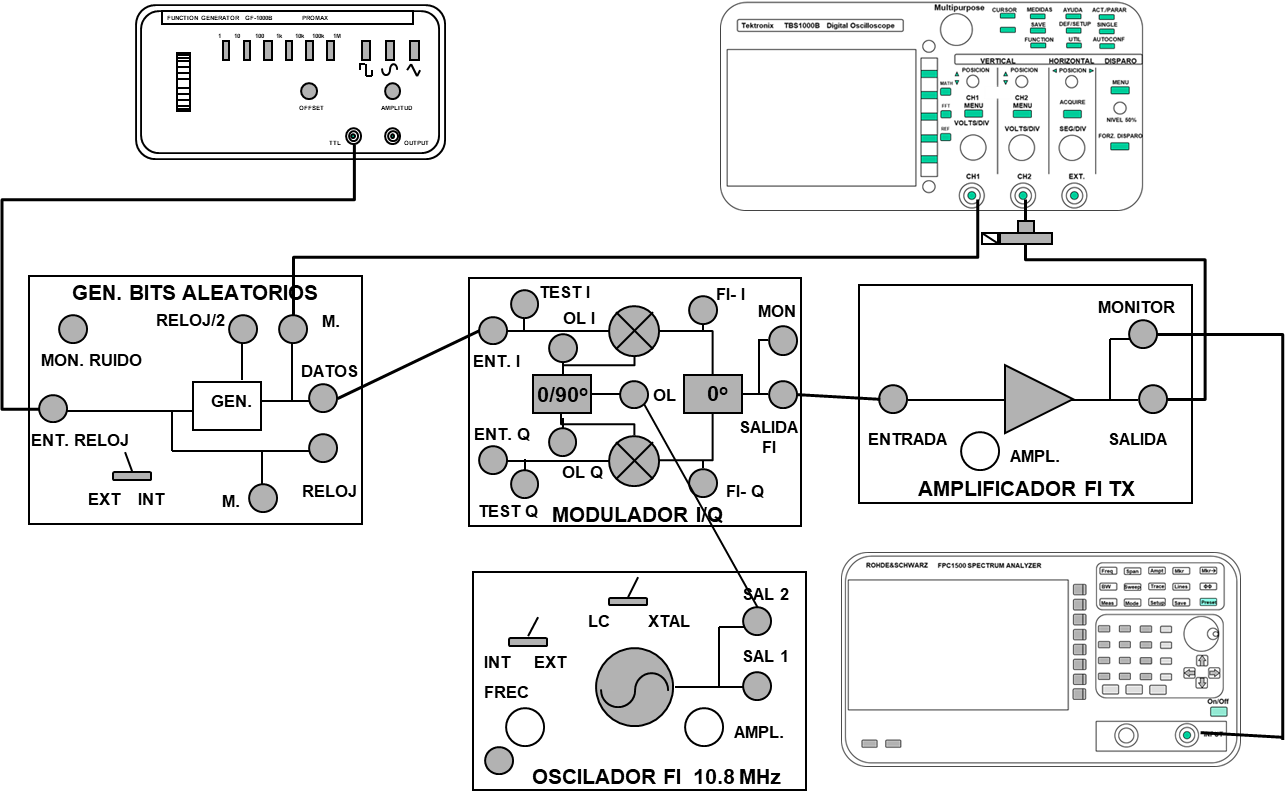 FUNCTION GENERATOR GF-1000B PROMAX
1 10 100 1k 10k 100k 1M
OFFSET
AMPLITUD
TTL
OUTPUT
Tektronix TBS1000B Digital Oscilloscope
Multipurpose
CURSOR MEDIDAS AYUDA ACT./PARAR
SAVE DEF/SETUP SINGLE
FUNCTION UTIL AUTOCONF
VERTICAL HORIZONTAL DISPARO
POSICION POSICION POSICION
MENU
MATH
FFT
REF
CH1 MENU
CH2 MENU
ACQUIRE
NIVEL 50%
VOLTS/DIV VOLTS/DIV SEG/DIV
FORZ. DISPARO
CH1 CH2 EXT.
GEN. BITS ALEATORIOS
RELOJ/2
M.
MON. RUIDO
DATOS
GEN.
ENT. RELOJ
EXT INT
M.
RELOJ
TEST I
FI- I
OL I
MON
ENT. I
0/90º
OL
0º
SALIDA
FI
ENT. Q
OL Q
TEST Q
FI- Q
MODULADOR I/Q
MONITOR
ENTRADA
SALIDA
AMPL.
AMPLIFICADOR FI TX
SAL 2
LC XTAL
INT EXT
SAL 1
FREC
AMPL.
OSCILADOR FI 10.8 MHz
ROHDE&SCHWARZ FPC1500 SPECTRUM ANALYZER
Freq Span Ampt Mkr Mkr→
BW Sweep Trace Lines
Meas Mode Setup Save Preset
On/Off
INPUT